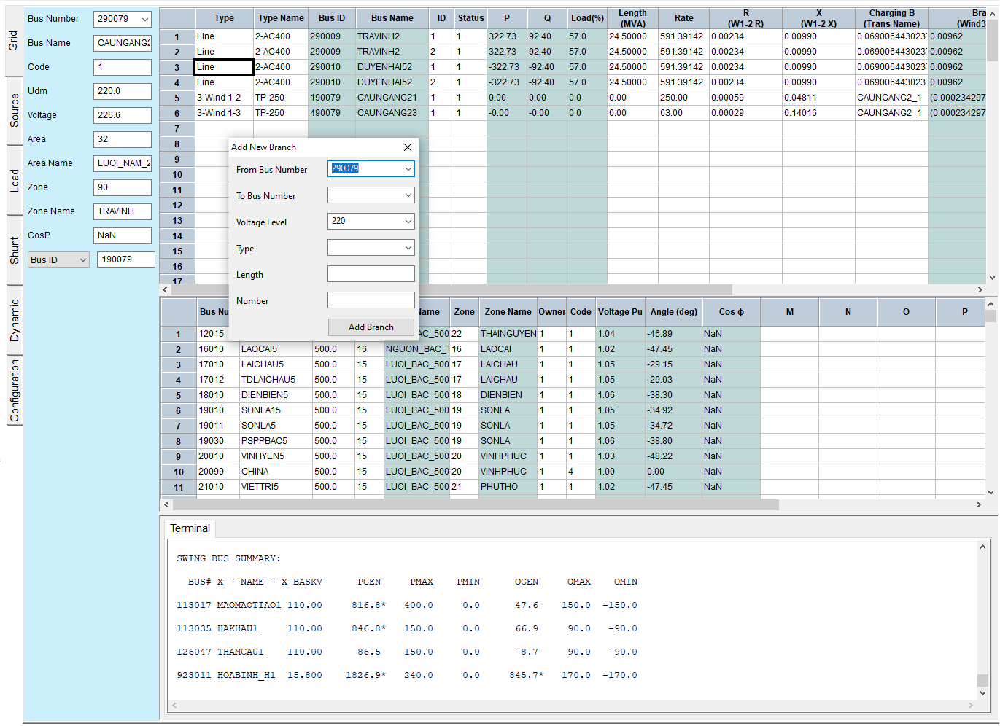 Grid
Source
Load
Shunt
Dynamic
Configuration
Bus Number 290079
Bus Name CAUNGANG2
Code 1
Udm 220.0
Voltage 226.6
Area 32
Area Name LUOI_NAM_2
Zone 90
Zone Name TRAVINH
CosP NaN
Bus ID 190079
Type Type Name Bus ID Bus Name ID Status P Q Load(%) Length (MVA) Rate R (W1-2 R) X (W1-2 X) Charging B (Trans Name) Bra (Wind3
1 Line 2-AC400 290009 TRAVINH2 1 1 322.73 92.40 57.0 24.50000 591.39142 0.00234 0.00990 0.0690064430237 0.00962
2 Line 2-AC400 290009 TRAVINH2 2 1 322.73 92.40 57.0 24.50000 591.39142 0.00234 0.00990 0.0690064430237 0.00962
3 Line 2-AC400 290010 DUYENHAI52 1 1 -322.73 -92.40 57.0 24.50000 591.39142 0.00234 0.00990 0.0690064430237 0.00962
4 Line 2-AC400 290010 DUYENHAI52 2 1 -322.73 -92.40 57.0 24.50000 591.39142 0.00234 0.00990 0.0690064430237 0.00962
5 3-Wind 1-2 TP-250 190079 CAUNGANG21 1 1 0.00 0.00 0.0 0.00 250.00 0.00059 0.04811 CAUNGANG2_1 (0.000234297
6 3-Wind 1-3 TP-250 490079 CAUNGANG23 1 1 -0.00 -0.00 0.0 0.00 63.00 0.00029 0.14016 CAUNGANG2_1 (0.000234297
7
8
9
10
11
12
13
14
15
16
17
Add New Branch
From Bus Number 290079
To Bus Number
Voltage Level 220
Type
Length
Number
Add Branch
Bus Nu Name Zone Zone Name Owner Code Voltage Pu Angle (deg) Cos ϕ M N O P
1 12015 AC_500 22 THAINGUYEN 1 1 1.04 -46.89 NaN
2 16010 LAOCAI5 500.0 16 NGUON_BAC_T 16 LAOCAI 1 1 1.02 -47.45 NaN
3 17010 LAICHAU5 500.0 15 LUOI_BAC_500 17 LAICHAU 1 1 1.05 -29.15 NaN
4 17012 TDLAICHAU5 500.0 15 LUOI_BAC_500 17 LAICHAU 1 1 1.05 -29.03 NaN
5 18010 DIENBIEN5 500.0 15 LUOI_BAC_500 18 DIENBIEN 1 1 1.06 -38.30 NaN
6 19010 SONLA15 500.0 15 LUOI_BAC_500 19 SONLA 1 1 1.05 -34.92 NaN
7 19011 SONLA5 500.0 15 LUOI_BAC_500 19 SONLA 1 1 1.05 -34.72 NaN
8 19030 PSPPBAC5 500.0 15 LUOI_BAC_500 19 SONLA 1 1 1.06 -38.80 NaN
9 20010 VINHYEN5 500.0 15 LUOI_BAC_500 20 VINHPHUC 1 1 1.03 -48.22 NaN
10 20099 CHINA 500.0 15 LUOI_BAC_500 20 VINHPHUC 1 4 1.00 0.00 NaN
11 21010 VIETTRI5 500.0 15 LUOI_BAC_500 21 PHUTHO 1 1 1.02 -47.45 NaN
Terminal
SWING BUS SUMMARY:
BUS# X-- NAME --X BASKV PGEN PMAX PMIN QGEN QMAX QMIN
113017 MAOMAOTIAO1 110.00 816.8* 400.0 0.0 47.6 150.0 -150.0
113035 HAKHAU1 110.00 846.8* 150.0 0.0 66.9 90.0 -90.0
126047 THAMCAU1 110.00 86.5 150.0 0.0 -8.7 90.0 -90.0
923011 HOABINH_H1 15.800 1826.9* 240.0 0.0 845.7* 170.0 -170.0